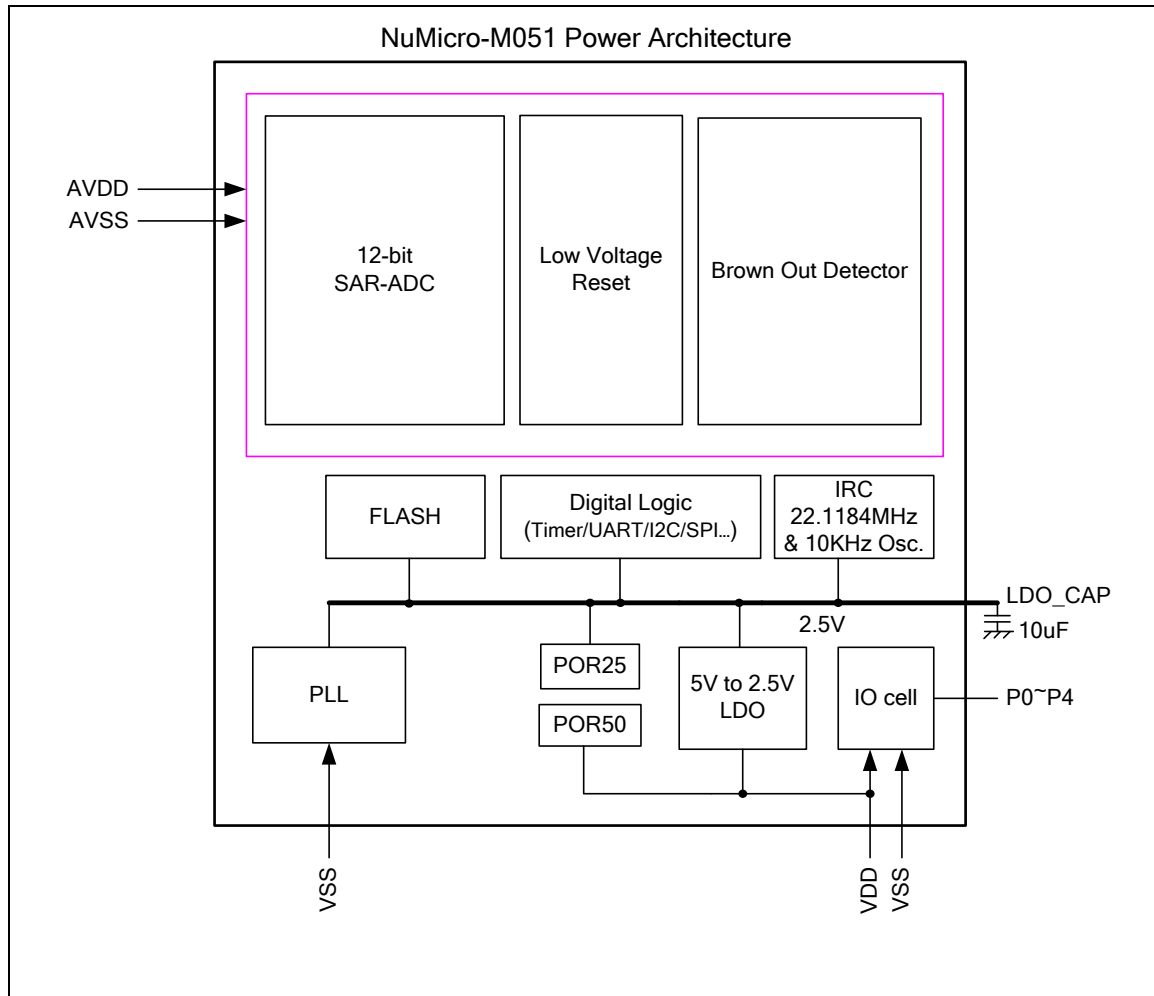 NuMicro-M051 Power Architecture
AVDD
AVSS
12-bit
SAR-ADC
Low Voltage
Reset
Brown Out Detector
FLASH
Digital Logic
(Timer/UART/I2C/SPI...)
IRC
22.1184MHz
& 10KHz Osc.
LDO_CAP
2.5V
10uF
PLL
POR25
POR50
5V to 2.5V
LDO
IO cell
P0~P4
VSS
VDD
VSS